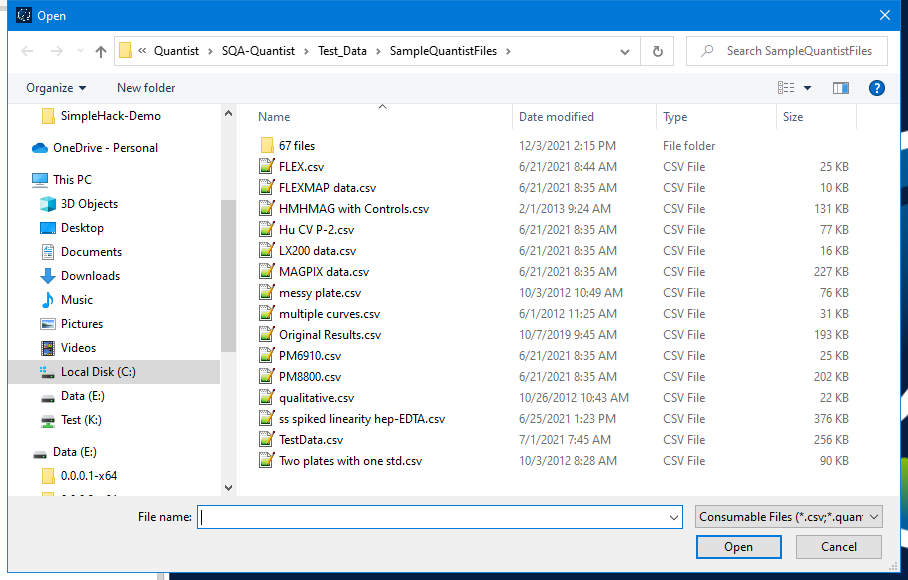 Open
« Quantist › SQA-Quantist › Test_Data › SampleQuantistFiles ›
Search SampleQuantistFiles
Organize New folder
SimpleHack-Demo
OneDrive - Personal
This PC
3D Objects
Desktop
Documents
Downloads
Music
Pictures
Videos
Local Disk (C:)
Data (E:)
Test (K:)
Data (E:)
0.0.0.1-x64
Name Date modified Type Size
67 files 12/3/2021 2:15 PM File folder
FLEX.csv 6/21/2021 8:44 AM CSV File 25 KB
FLEXMAP data.csv 6/21/2021 8:35 AM CSV File 10 KB
HMHMAG with Controls.csv 2/1/2013 9:24 AM CSV File 131 KB
Hu CV P-2.csv 6/21/2021 8:35 AM CSV File 77 KB
LX200 data.csv 6/21/2021 8:35 AM CSV File 16 KB
MAGPIX data.csv 6/21/2021 8:35 AM CSV File 227 KB
messy plate.csv 10/3/2012 10:49 AM CSV File 76 KB
multiple curves.csv 6/1/2012 11:25 AM CSV File 31 KB
Original Results.csv 10/7/2019 9:45 AM CSV File 193 KB
PM6910.csv 6/21/2021 8:35 AM CSV File 25 KB
PM8800.csv 6/21/2021 8:35 AM CSV File 202 KB
qualitative.csv 10/26/2012 10:43 AM CSV File 22 KB
ss spiked linearity hep-EDTA.csv 6/25/2021 1:23 PM CSV File 376 KB
TestData.csv 7/1/2021 7:45 AM CSV File 256 KB
Two plates with one std.csv 10/3/2012 8:28 AM CSV File 90 KB
File name:
Consumable Files (*.csv;*.quant
Open Cancel